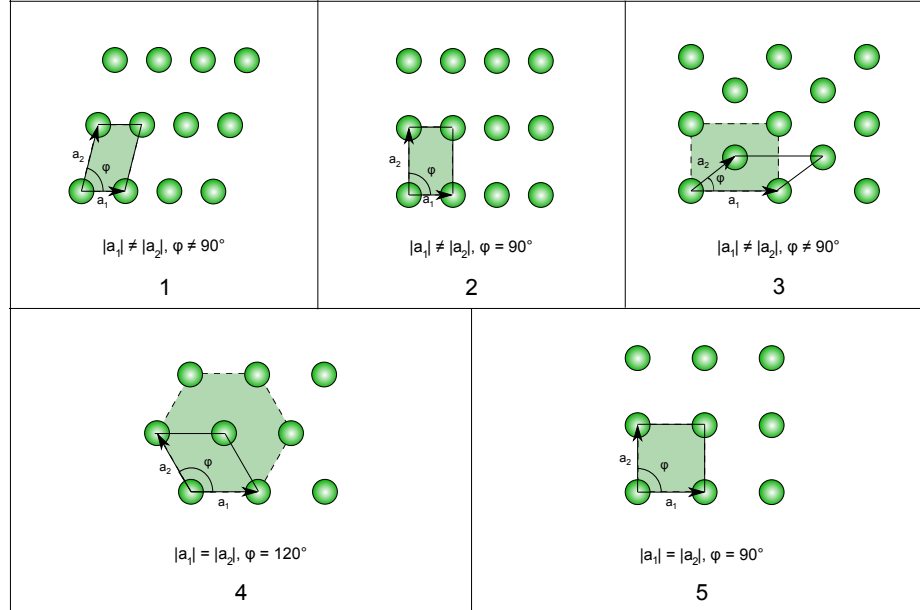 a₂
φ
a₁
|a₁| ≠ |a₂|, φ ≠ 90°
1
a₂
φ
a₁
|a₁| ≠ |a₂|, φ = 90°
2
a₂
φ
a₁
|a₁| ≠ |a₂|, φ ≠ 90°
3
a₂
φ
a₁
|a₁| = |a₂|, φ = 120°
4
a₂
φ
a₁
|a₁| = |a₂|, φ = 90°
5